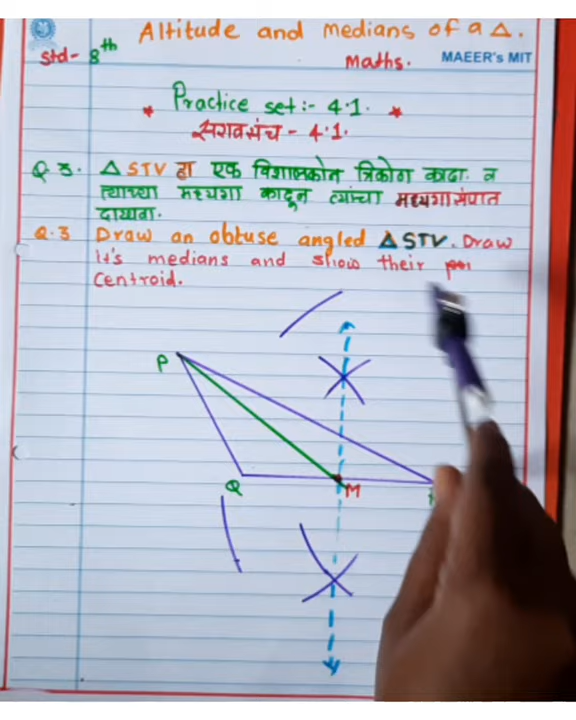 Altitude and medians of a Δ.
Std- 8th
Maths.
MAEER's MIT
* Practice set:- 4.1. *
सरावसंच - 4.1.
Q 3. Δ STV हा एक विशालकोन त्रिकोण काढा व
त्याच्या मध्यगा काढून त्यांचा मध्यगासंपात
दाखवा.
Q.3 Draw an obtuse angled Δ STV. Draw
it's medians and show their
Centroid.
P
Q
M